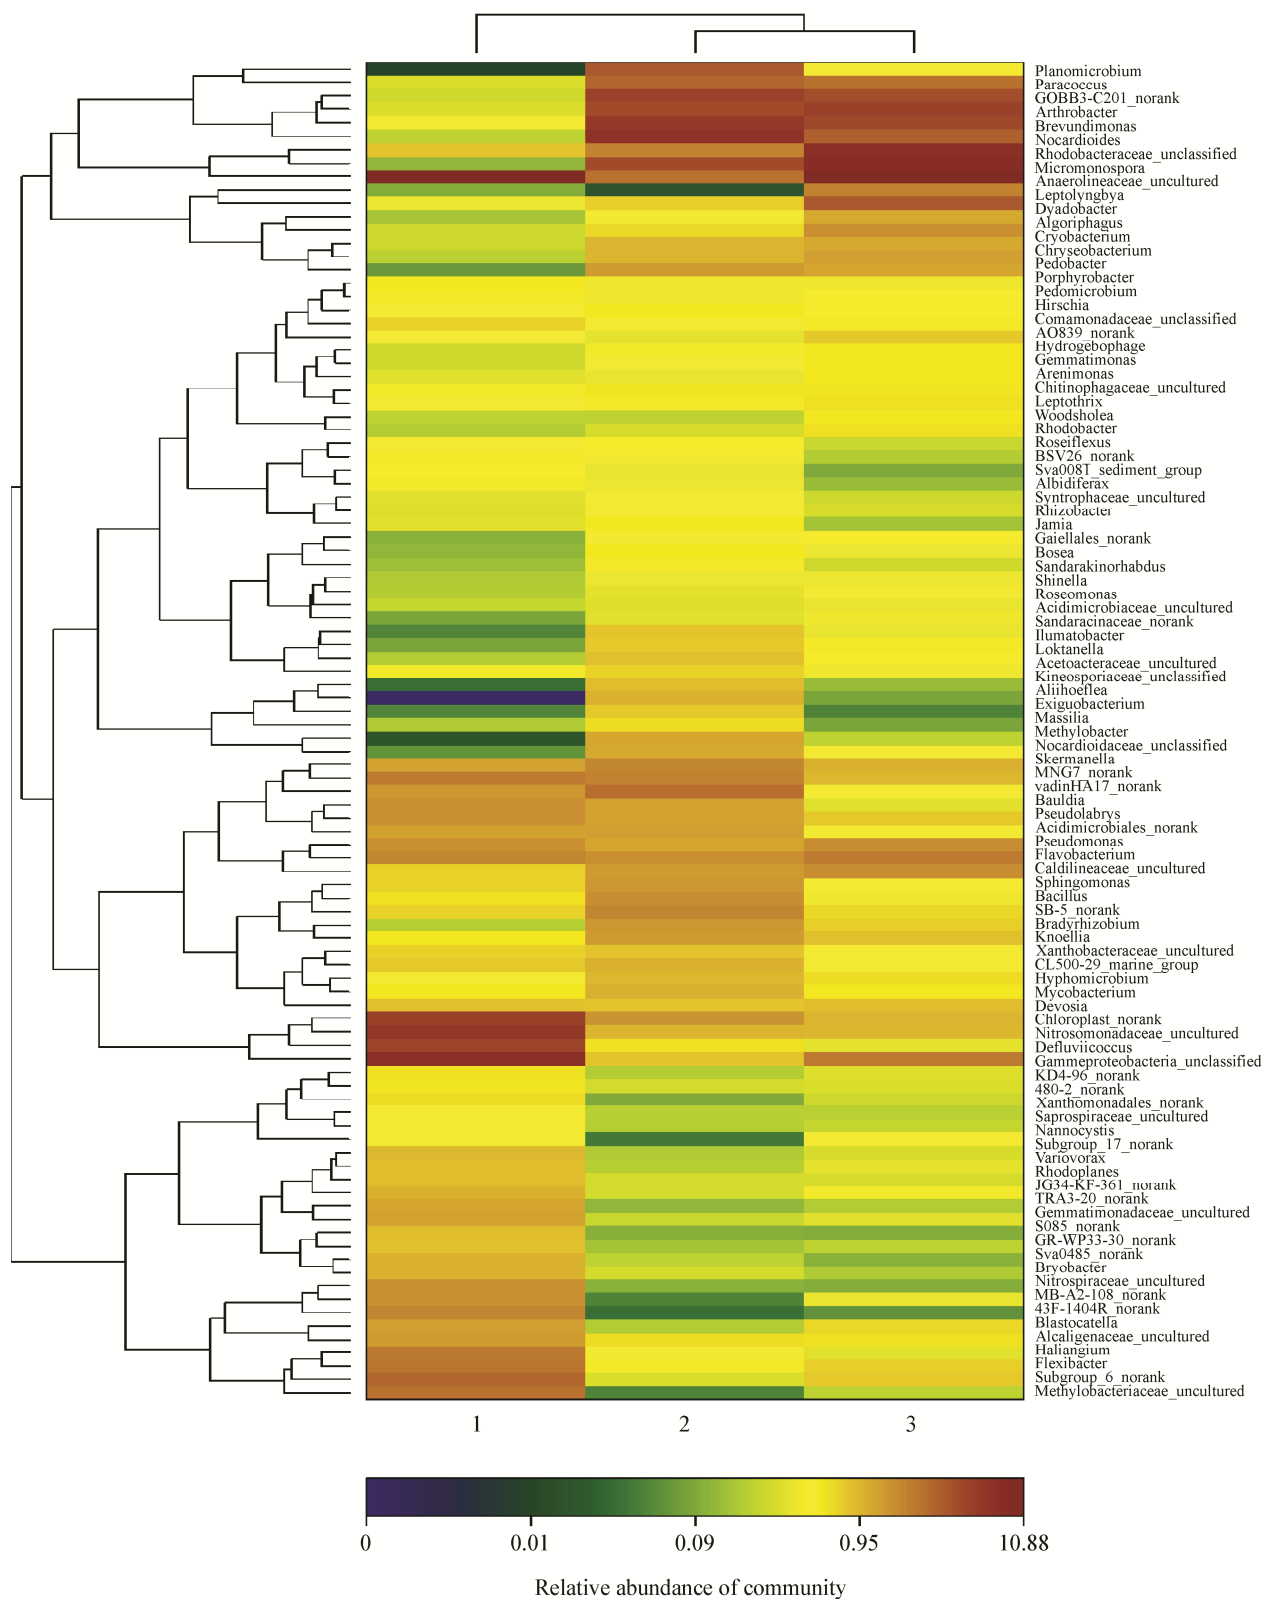 Planomicrobium
Paracoccus
GOBB3-C201_norank
Arthrobacter
Brevundimonas
Nocardioides
Rhodobacteraceae_unclassified
Micromonospora
Anaerolineaceae_uncultured
Leptolyngbya
Dyadobacter
Algoriphagus
Cryobacterium
Chryseobacterium
Pedobacter
Porphyrobacter
Pedomicrobium
Hirschia
Comamonadaceae_unclassified
AO839_norank
Hydrogebophage
Gemmatimonas
Arenimonas
Chitinophagaceae_uncultured
Leptothrix
Woodsholea
Rhodobacter
Roseiflexus
BSV26_norank
Sva008T_sediment_group
Albidiferax
Syntrophaceae_uncultured
Rhizobacter
Jamia
Gaiellales_norank
Bosea
Sandarakinorhabdus
Shinella
Roseomonas
Acidimicrobiaceae_uncultured
Sandaracinaceae_norank
Ilumatobacter
Loktanella
Acetoacteraceae_uncultured
Kineosporiaceae_unclassified
Aliihoeflea
Exiguobacterium
Massilia
Methylobacter
Nocardioidaceae_unclassified
Skermanella
MNG7_norank
vadinHA17_norank
Bauldia
Pseudolabrys
Acidimicrobiales_norank
Pseudomonas
Flavobacterium
Caldilineaceae_uncultured
Sphingomonas
Bacillus
SB-5_norank
Bradyrhizobium
Knoellia
Xanthobacteraceae_uncultured
CL500-29_marine_group
Hyphomicrobium
Mycobacterium
Devosia
Chloroplast_norank
Nitrosomonadaceae_uncultured
Defluviicoccus
Gammeproteobacteria_unclassified
KD4-96_norank
480-2_norank
Xanthomonadales_norank
Saprospiraceae_uncultured
Nannocystis
Subgroup_17_norank
Variovorax
Rhodoplanes
JG34-KF-361_norank
TRA3-20_norank
Gemmatimonadaceae_uncultured
S085_norank
GR-WP33-30_norank
Sva0485_norank
Bryobacter
Nitrospiraceae_uncultured
MB-A2-108_norank
43F-1404R_norank
Blastocatella
Alcaligenaceae_uncultured
Haliangium
Flexibacter
Subgroup_6_norank
Methylobacteriaceae_uncultured
1 2 3
0 0.01 0.09 0.95 10.88
Relative abundance of community